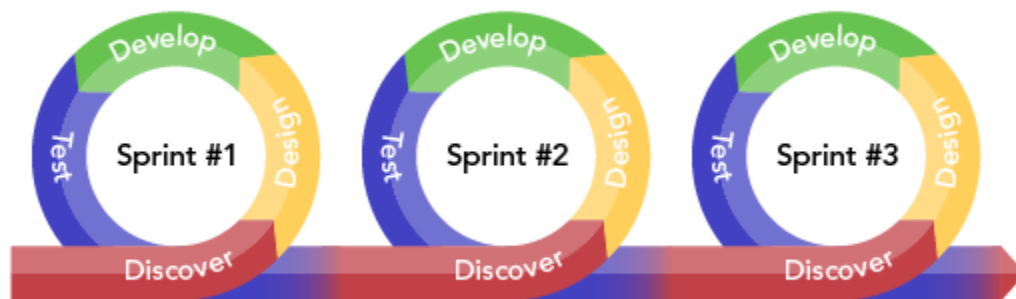 Develop
Test
Sprint #1
Design
Discover
Develop
Test
Sprint #2
Design
Discover
Develop
Test
Sprint #3
Design
Discover